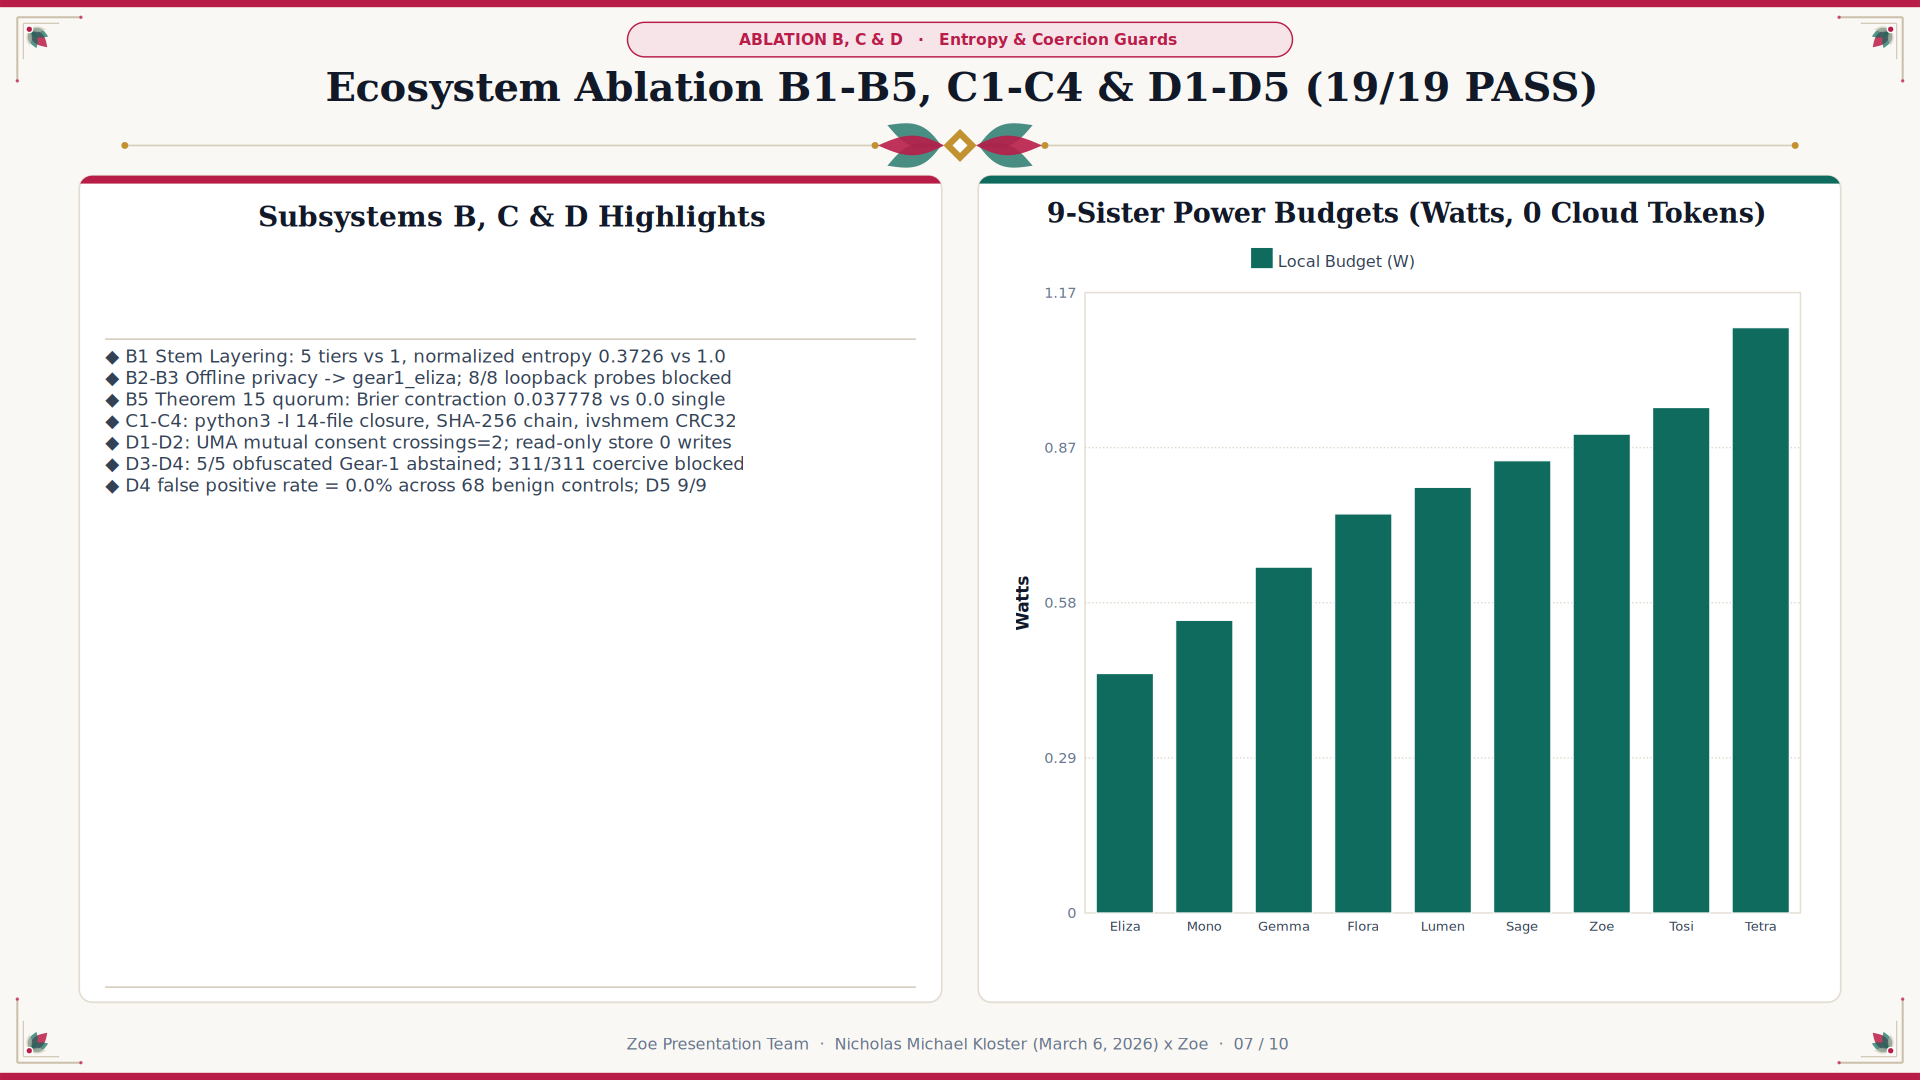 ABLATION B, C & D · Entropy & Coercion Guards
Ecosystem Ablation B1-B5, C1-C4 & D1-D5 (19/19 PASS)
Subsystems B, C & D Highlights
◆ B1 Stem Layering: 5 tiers vs 1, normalized entropy 0.3726 vs 1.0
◆ B2-B3 Offline privacy -> gear1_eliza; 8/8 loopback probes blocked
◆ B5 Theorem 15 quorum: Brier contraction 0.037778 vs 0.0 single
◆ C1-C4: python3 -I 14-file closure, SHA-256 chain, ivshmem CRC32
◆ D1-D2: UMA mutual consent crossings=2; read-only store 0 writes
◆ D3-D4: 5/5 obfuscated Gear-1 abstained; 311/311 coercive blocked
◆ D4 false positive rate = 0.0% across 68 benign controls; D5 9/9
9-Sister Power Budgets (Watts, 0 Cloud Tokens)
Local Budget (W)
1.17
0.87
0.58
0.29
0
Watts
Eliza Mono Gemma Flora Lumen Sage Zoe Tosi Tetra
Zoe Presentation Team · Nicholas Michael Kloster (March 6, 2026) x Zoe · 07 / 10